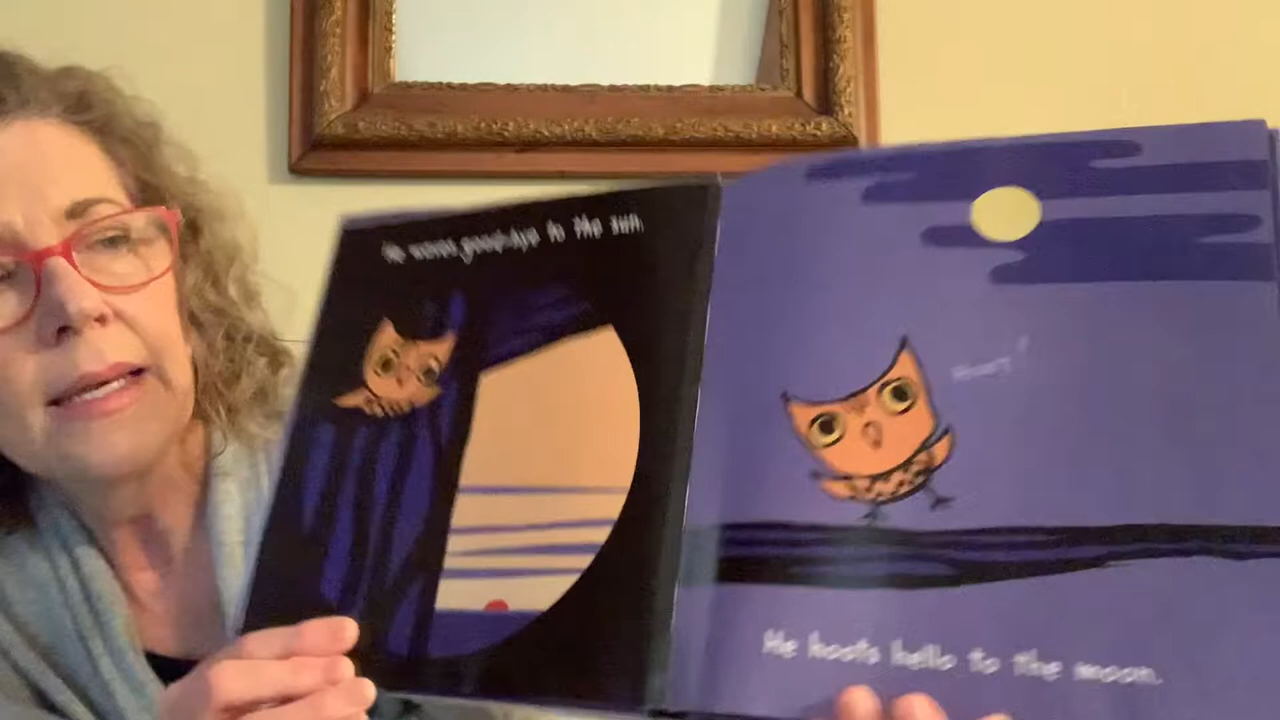 He waves good-bye to the sun.
He hoots hello to the moon.